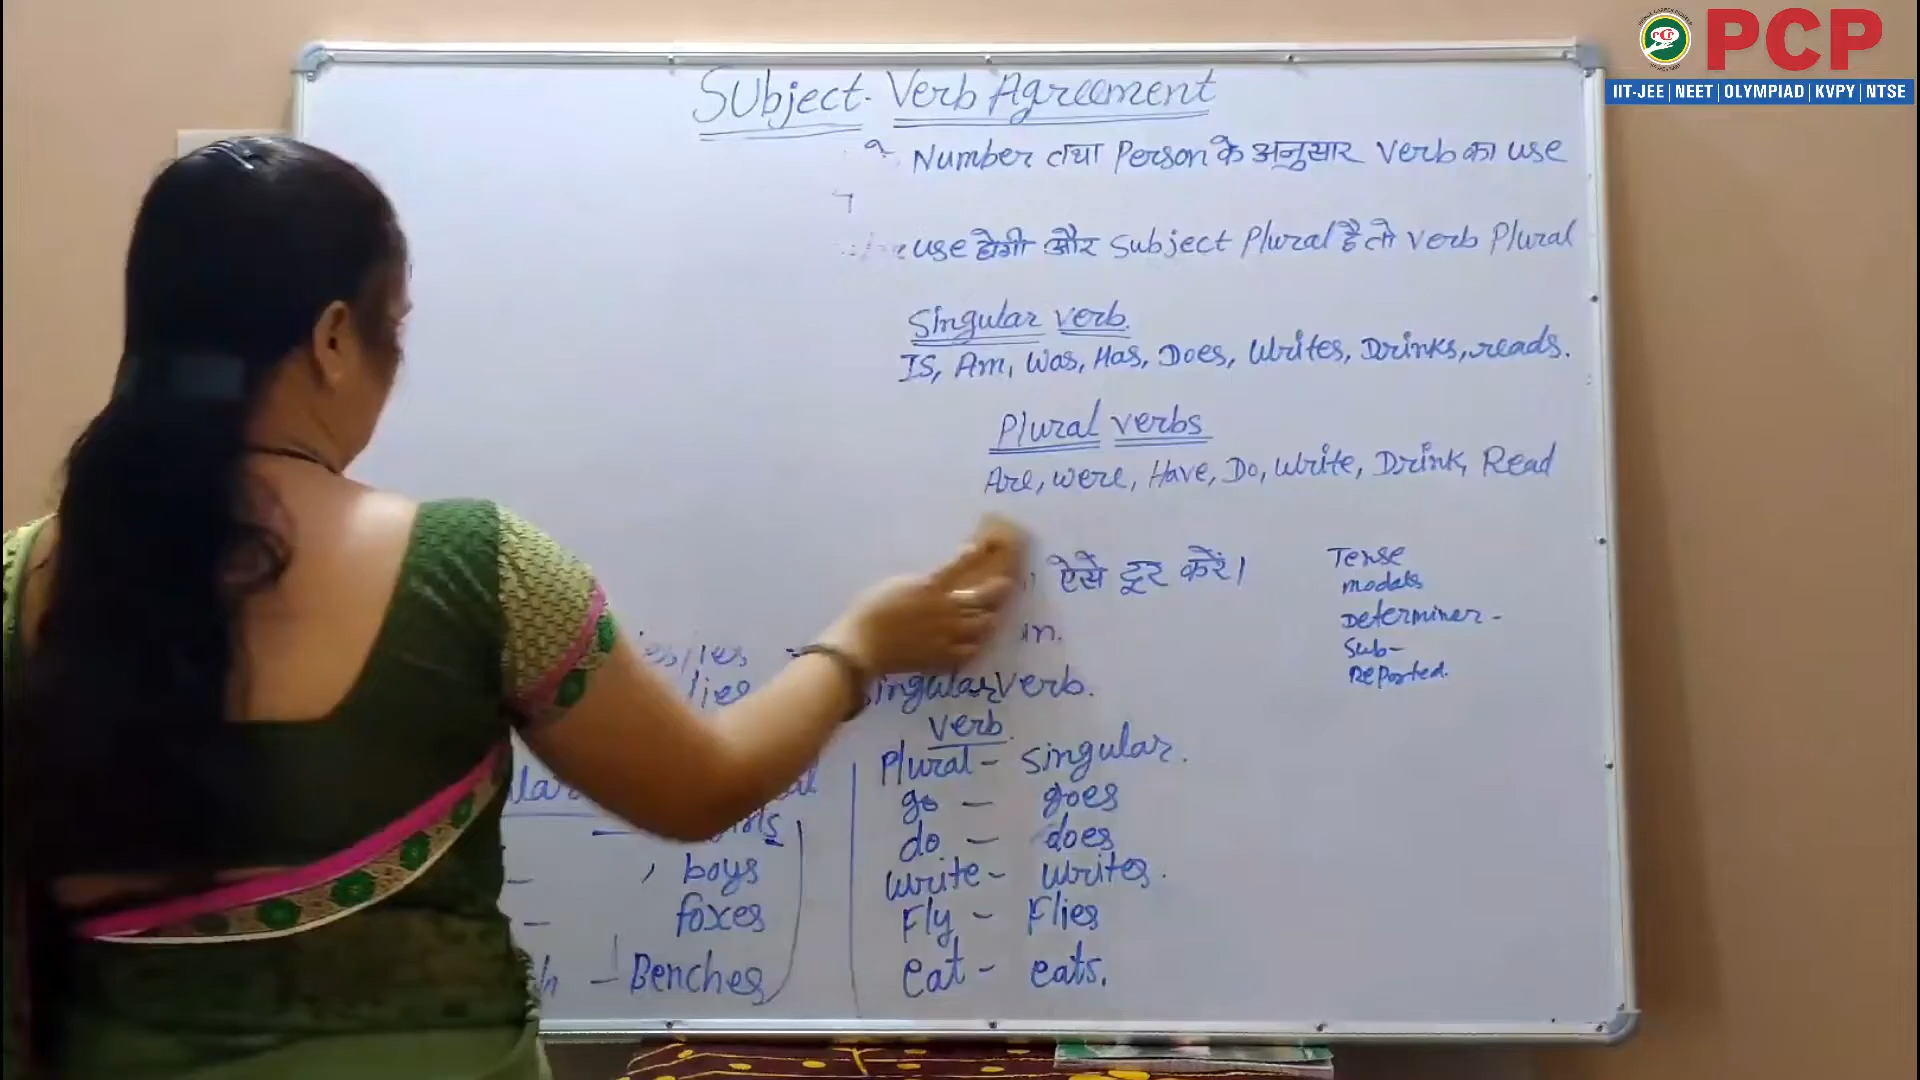 PCP
IIT-JEE | NEET | OLYMPIAD | KVPY | NTSE
Subject-Verb Agreement
Number तथा Person के अनुसार Verb का use
use होगी और Subject Plural है तो Verb Plural
Singular verb.
Is, Am, Was, Has, Does, Writes, Drinks, reads.
Plural verbs
Are, were, Have, Do, Write, Drink, Read
ऐसे दूर करें।
Tense
modals
Determiner -
Sub-
Reported.
verb.
Verb
Plural - Singular.
go - goes
do - does
write - writes.
Fly - Flies
eat - eats.
boys
foxes
- Benches